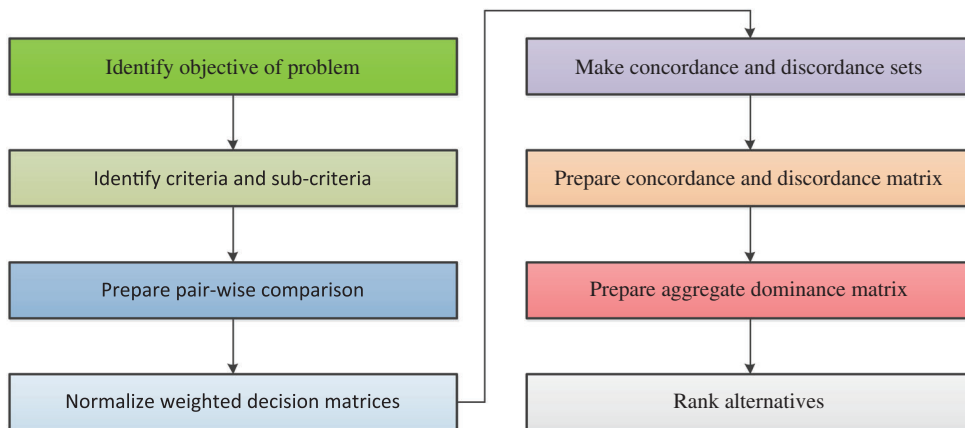 Identify objective of problem
Identify criteria and sub-criteria
Prepare pair-wise comparison
Normalize weighted decision matrices
Make concordance and discordance sets
Prepare concordance and discordance matrix
Prepare aggregate dominance matrix
Rank alternatives